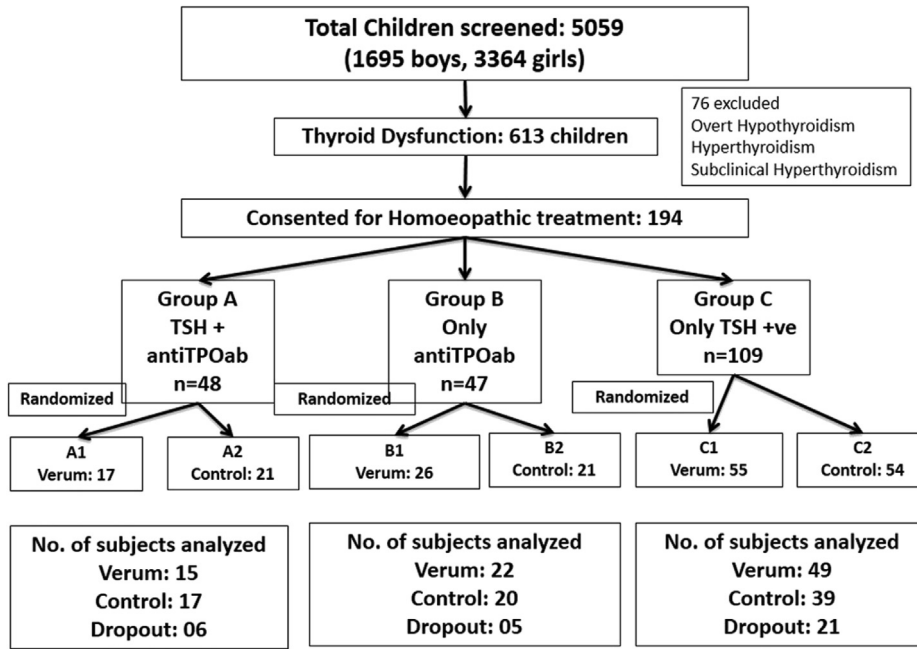 Total Children screened: 5059
(1695 boys, 3364 girls)
76 excluded
Overt Hypothyroidism
Hyperthyroidism
Subclinical Hyperthyroidism
Thyroid Dysfunction: 613 children
Consented for Homoeopathic treatment: 194
Group A
TSH +
antiTPOab
n=48
Group B
Only
antiTPOab
n=47
Group C
Only TSH +ve
n=109
Randomized
Randomized
Randomized
A1
Verum: 17
A2
Control: 21
B1
Verum: 26
B2
Control: 21
C1
Verum: 55
C2
Control: 54
No. of subjects analyzed
Verum: 15
Control: 17
Dropout: 06
No. of subjects analyzed
Verum: 22
Control: 20
Dropout: 05
No. of subjects analyzed
Verum: 49
Control: 39
Dropout: 21